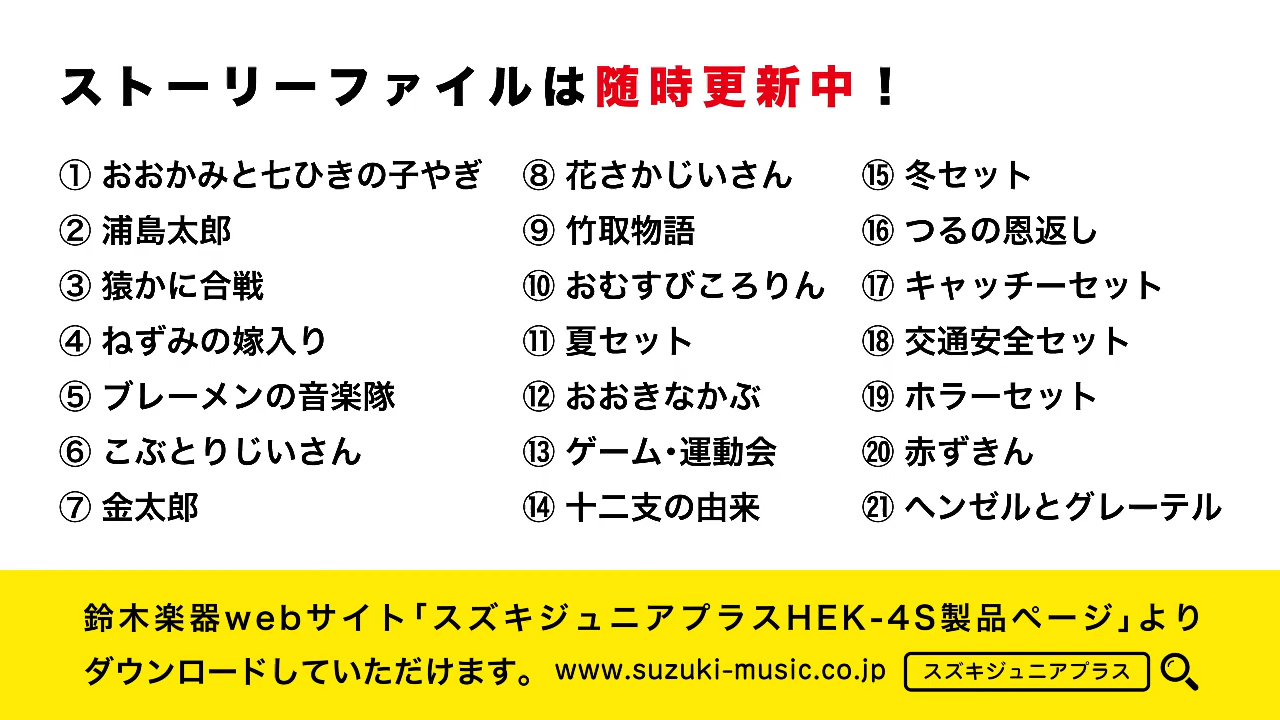 ストーリーファイルは随時更新中！
① おおかみと七ひきの子やぎ
② 浦島太郎
③ 猿かに合戦
④ ねずみの嫁入り
⑤ ブレーメンの音楽隊
⑥ こぶとりじいさん
⑦ 金太郎
⑧ 花さかじいさん
⑨ 竹取物語
⑩ おむすびころりん
⑪ 夏セット
⑫ おおきなかぶ
⑬ ゲーム・運動会
⑭ 十二支の由来
⑮ 冬セット
⑯ つるの恩返し
⑰ キャッチーセット
⑱ 交通安全セット
⑲ ホラーセット
⑳ 赤ずきん
㉑ ヘンゼルとグレーテル
鈴木楽器webサイト「スズキジュニアプラスHEK-4S製品ページ」より
ダウンロードしていただけます。 www.suzuki-music.co.jp スズキジュニアプラス